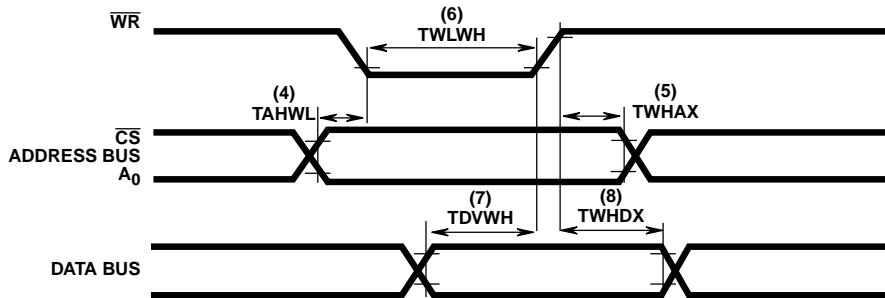 WR
(6)
TWLWH
(4)
TAHWL
(5)
TWHAX
CS
ADDRESS BUS
A0
(7)
TDVWH
(8)
TWHDX
DATA BUS